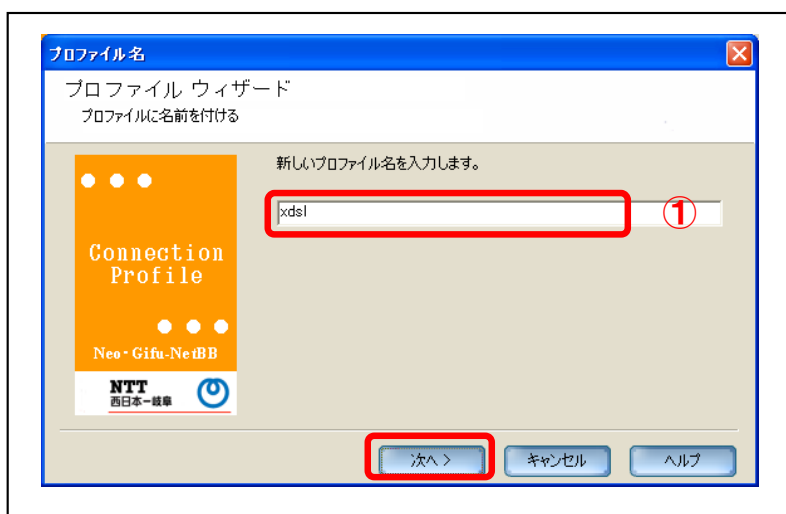 プロファイル名
プロファイル ウィザード
プロファイルに名前を付ける
新しいプロファイル名を入力します。
xdsl
①
Connection
Profile
Neo・Gifu-NetBB
NTT
西日本-岐阜
次へ >
キャンセル
ヘルプ